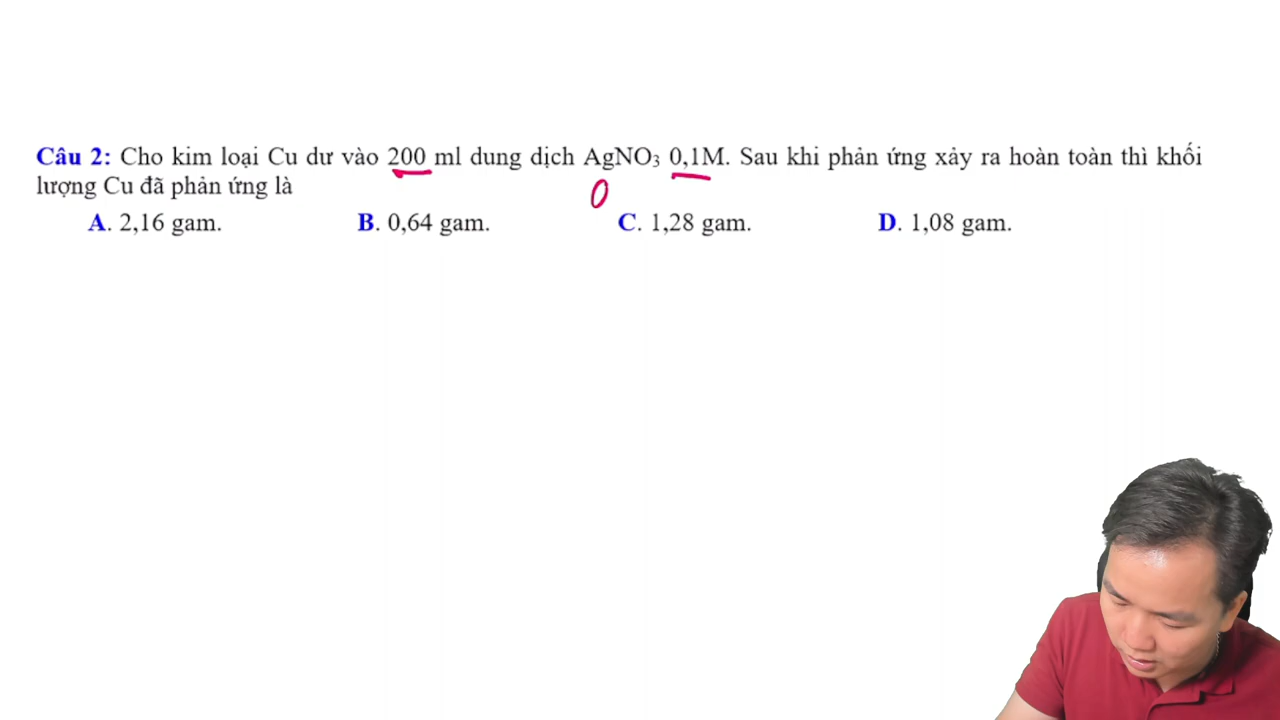 Câu 2: Cho kim loại Cu dư vào 200 ml dung dịch AgNO₃ 0,1M. Sau khi phản ứng xảy ra hoàn toàn thì khối
lượng Cu đã phản ứng là
0
A. 2,16 gam. B. 0,64 gam. C. 1,28 gam. D. 1,08 gam.